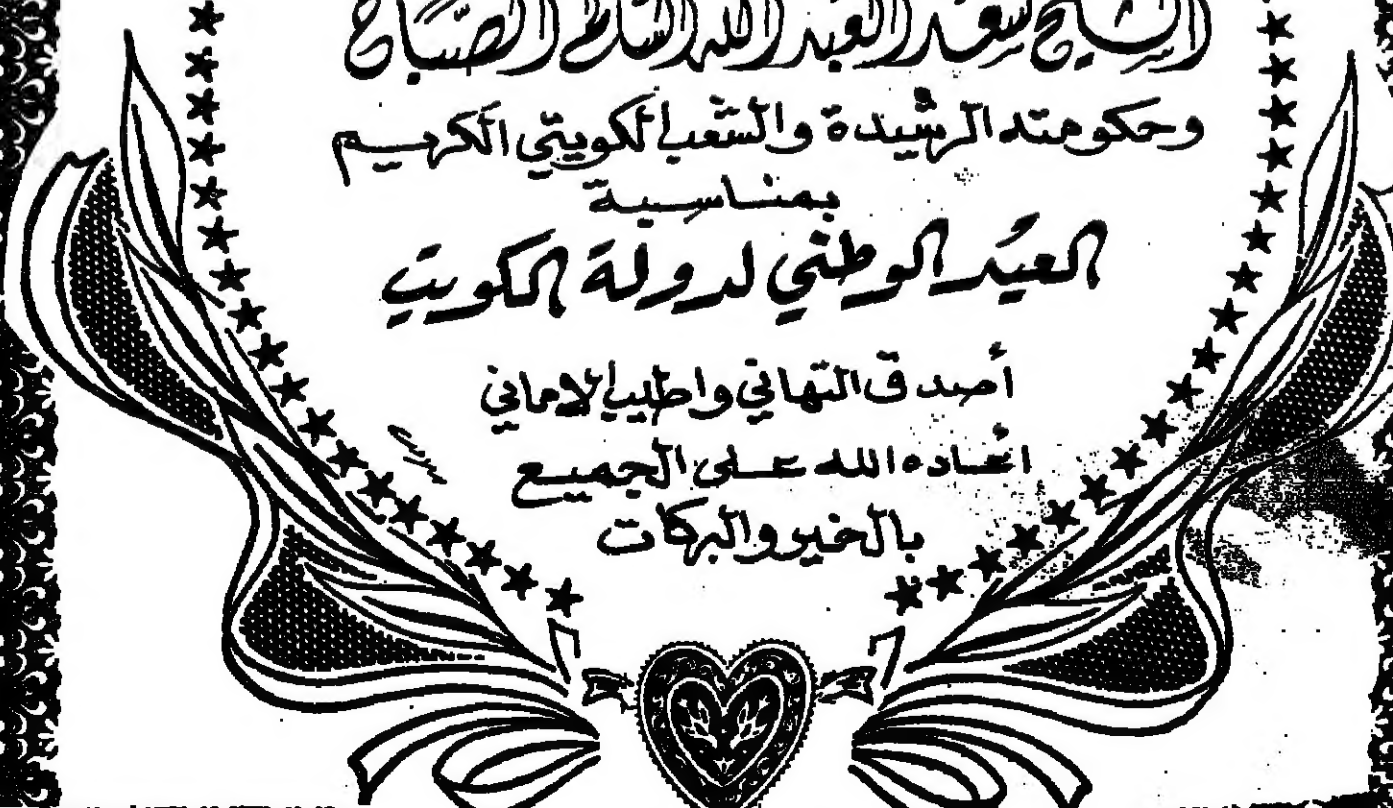 الشيخ سعد العبد الله السالم الصباح
وحكومته الرشيدة والشعب الكويتي الكريم
بمناسبة
العيد الوطني لدولة الكويت
أصدق التهاني واطيب الاماني
اعاده الله على الجميع
بالخير والبركات